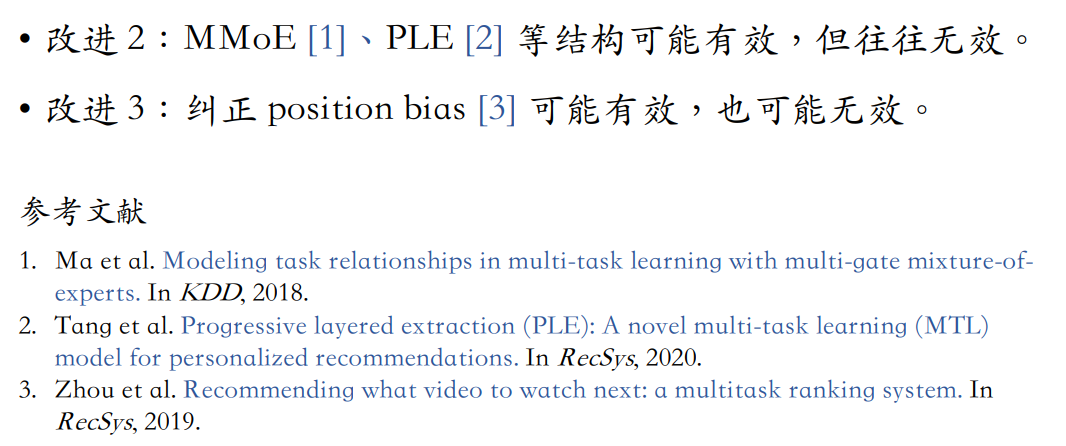 • 改进 2：MMoE [1]、PLE [2] 等结构可能有效，但往往无效。
• 改进 3：纠正 position bias [3] 可能有效，也可能无效。
参考文献
1. Ma et al. Modeling task relationships in multi-task learning with multi-gate mixture-of-
experts. In KDD, 2018.
2. Tang et al. Progressive layered extraction (PLE): A novel multi-task learning (MTL)
model for personalized recommendations. In RecSys, 2020.
3. Zhou et al. Recommending what video to watch next: a multitask ranking system. In
RecSys, 2019.